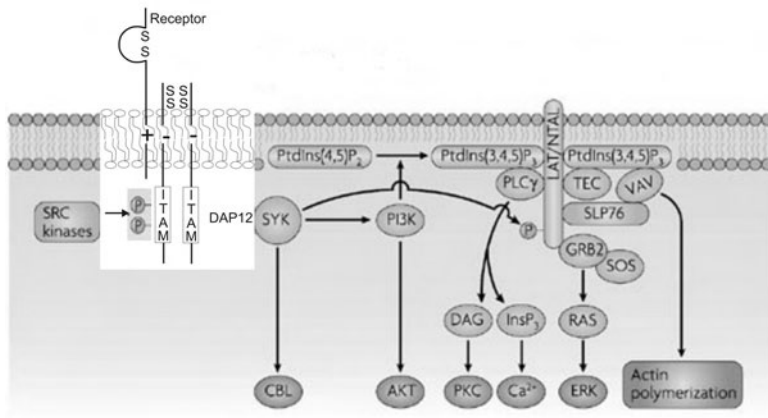 Receptor
S
S
S S
S S
+
-
-
PtdIns(4,5)P2
PtdIns(3,4,5)P3
LAT/NTAL
PtdIns(3,4,5)P3
PLCγ
TEC
VAV
SRC
kinases
P
P
ITAM
ITAM
DAP12
SYK
PI3K
P
SLP76
GRB2
SOS
DAG
InsP3
RAS
CBL
AKT
PKC
Ca2+
ERK
Actin
polymerization